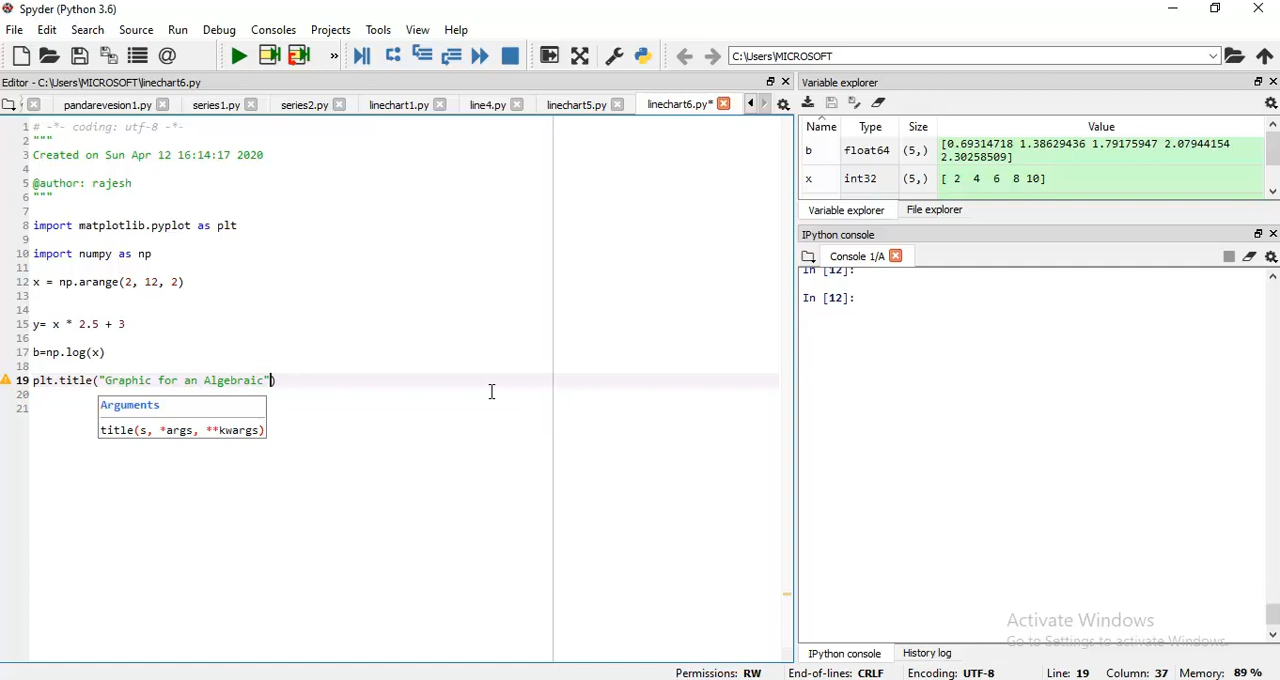 Spyder (Python 3.6)
File Edit Search Source Run Debug Consoles Projects Tools View Help
C:\Users\MICROSOFT
Editor - C:\Users\MICROSOFT\linechart6.py
pandarevesion1.py series1.py series2.py linechart1.py line4.py linechart5.py linechart6.py*
1 # -*- coding: utf-8 -*-
2 """
3 Created on Sun Apr 12 16:14:17 2020
4
5 @author: rajesh
6 """
7
8 import matplotlib.pyplot as plt
9
10 import numpy as np
11
12 x = np.arange(2, 12, 2)
13
14
15 y= x * 2.5 + 3
16
17 b=np.log(x)
18
19 plt.title("Graphic for an Algebraic")
20
21
Arguments
title(s, *args, **kwargs)
Variable explorer
Name Type Size Value
b float64 (5,) [0.69314718 1.38629436 1.79175947 2.07944154
2.30258509]
x int32 (5,) [ 2 4 6 8 10]
Variable explorer File explorer
IPython console
Console 1/A
In [12]:
In [12]:
Activate Windows
Go to Settings to activate Windows.
IPython console History log
Permissions: RW End-of-lines: CRLF Encoding: UTF-8 Line: 19 Column: 37 Memory: 89 %